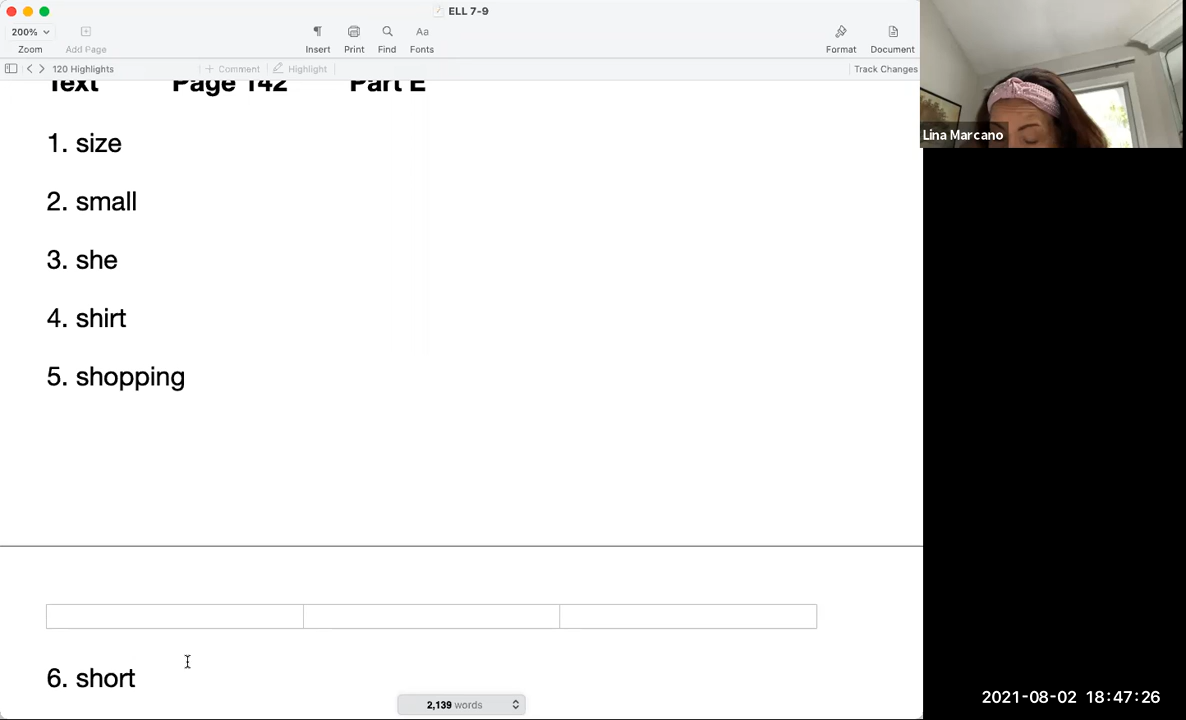 ELL 7-9
200%
Zoom
Add Page
Insert
Print
Find
Aa
Fonts
Format
Document
120 Highlights
+ Comment
Highlight
Track Changes
Text Page 142 Part E
1. size
2. small
3. she
4. shirt
5. shopping
6. short
2,139 words
Lina Marcano
2021-08-02 18:47:26